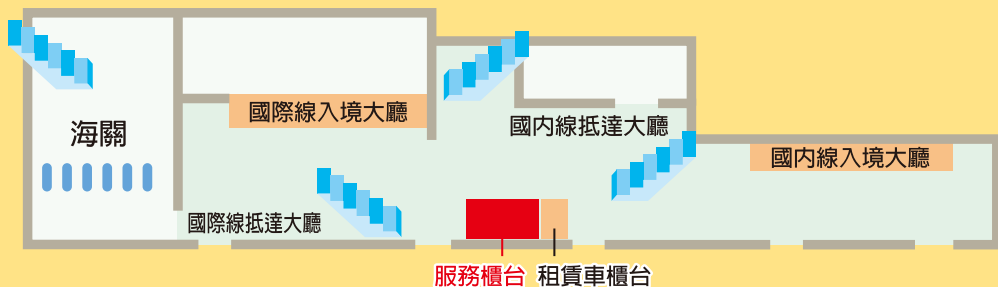 國際線入境大廳
海關
國內線抵達大廳
國內線入境大廳
國際線抵達大廳
服務櫃台
租賃車櫃台